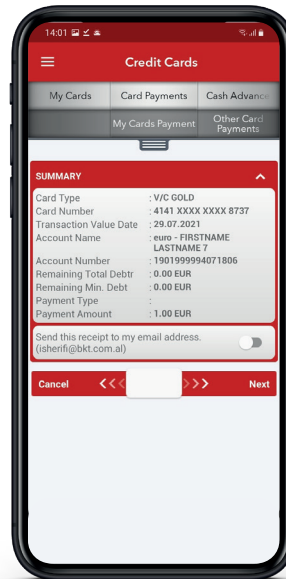 14:01
Credit Cards
My Cards Card Payments Cash Advance
My Cards Payment Other Card Payments
SUMMARY
Card Type : V/C GOLD
Card Number : 4141 XXXX XXXX 8737
Transaction Value Date : 29.07.2021
Account Name : euro - FIRSTNAME
LASTNAME 7
Account Number : 1901999994071806
Remaining Total Debtr : 0.00 EUR
Remaining Min. Debt : 0.00 EUR
Payment Type :
Payment Amount : 1.00 EUR
Send this receipt to my email address.
(isherifi@bkt.com.al)
Cancel <<< >>> Next